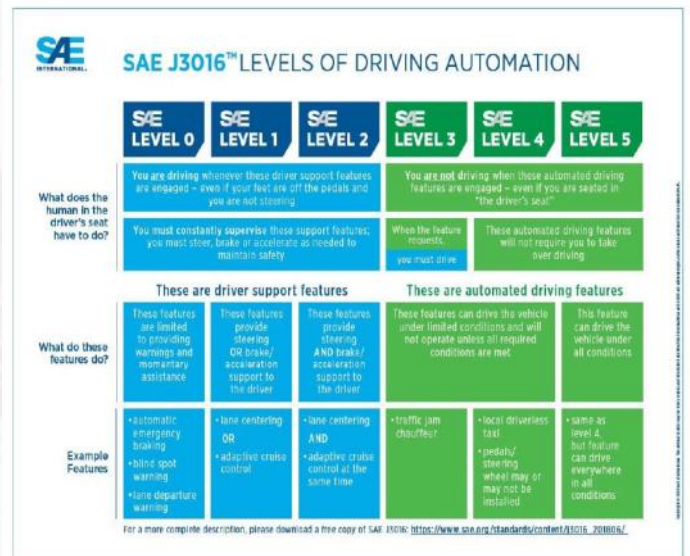 SAE
INTERNATIONAL.
SAE J3016™ LEVELS OF DRIVING AUTOMATION
SAE
LEVEL 0
SAE
LEVEL 1
SAE
LEVEL 2
SAE
LEVEL 3
SAE
LEVEL 4
SAE
LEVEL 5
What does the
human in the
driver's seat
have to do?
You are driving whenever these driver support features
are engaged – even if your feet are off the pedals and
you are not steering
You are not driving when these automated driving
features are engaged – even if you are seated in
"the driver's seat"
You must constantly supervise these support features;
you must steer, brake or accelerate as needed to
maintain safety
When the feature
requests,
you must drive
These automated driving features
will not require you to take
over driving
These are driver support features
These are automated driving features
What do these
features do?
These features
are limited
to providing
warnings and
momentary
assistance
These features
provide
steering
OR brake/
acceleration
support to
the driver
These features
provide
steering
AND brake/
acceleration
support to
the driver
These features can drive the vehicle
under limited conditions and will
not operate unless all required
conditions are met
This feature
can drive the
vehicle under
all conditions
Example
Features
•automatic
emergency
braking
•blind spot
warning
•lane departure
warning
•lane centering
OR
•adaptive cruise
control
•lane centering
AND
•adaptive cruise
control at the
same time
•traffic jam
chauffeur
•local driverless
taxi
•pedals/
steering
wheel may or
may not be
installed
•same as
level 4,
but feature
can drive
everywhere
in all
conditions
For a more complete description, please download a free copy of SAE J3016: https://www.sae.org/standards/content/j3016_201806/